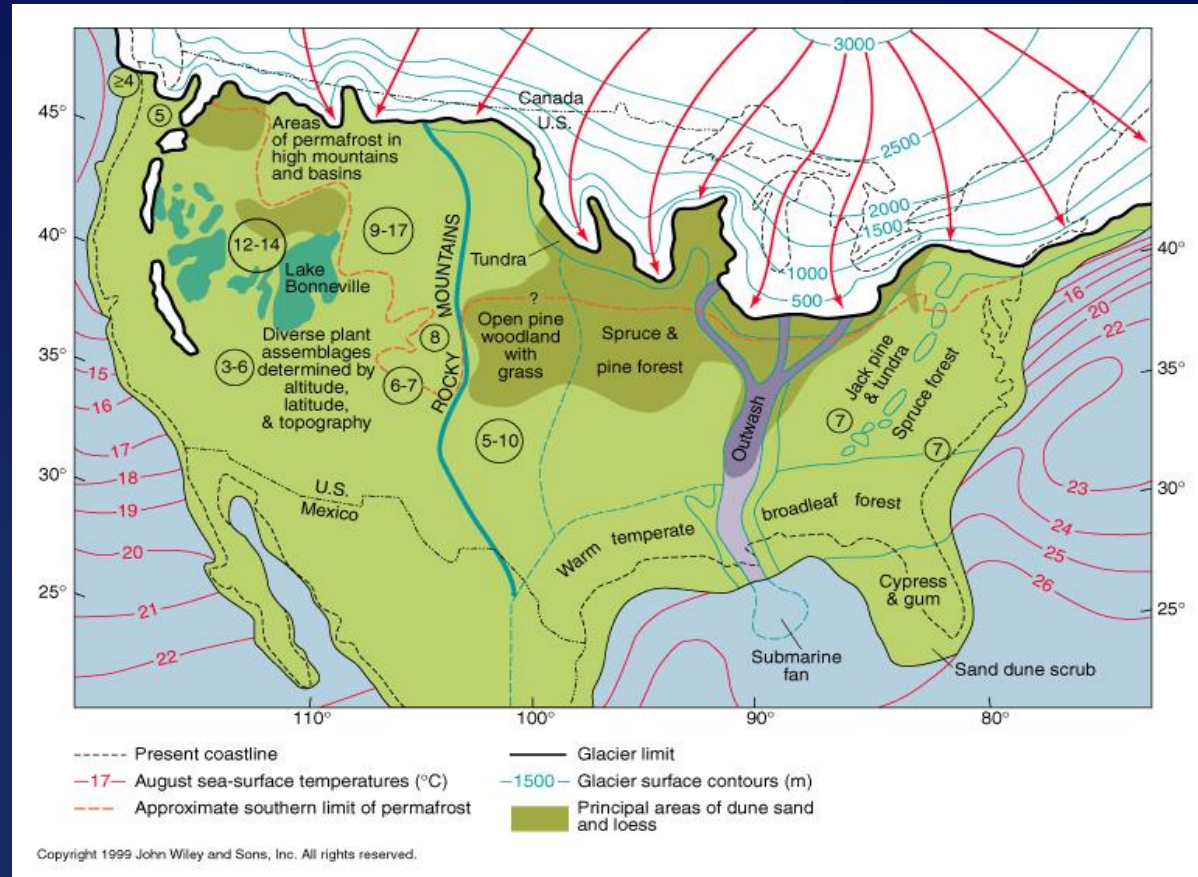 3000
Canada
U.S.
2500
2000
1500
1000
500
≥4
5
45°
Areas
of permafrost in
high mountains
and basins
40°
40°
12-14
9-17
Lake
Bonneville
Tundra
?
MOUNTAINS
ROCKY
Open pine
woodland
with
grass
Spruce &
pine forest
16
20
22
35°
35°
Diverse plant
assemblages
determined by
altitude,
latitude,
& topography
3-6
8
6-7
5-10
Outwash
Jack pine
& tundra
Spruce forest
7
7
15
16
17
18
19
20
21
22
30°
30°
U.S.
Mexico
Warm temperate
broadleaf forest
23
24
25
26
25°
25°
Cypress
& gum
Submarine
fan
Sand dune scrub
110°
100°
90°
80°
Present coastline
17 August sea-surface temperatures (°C)
Approximate southern limit of permafrost
Glacier limit
1500 Glacier surface contours (m)
Principal areas of dune sand
and loess
Copyright 1999 John Wiley and Sons, Inc. All rights reserved.